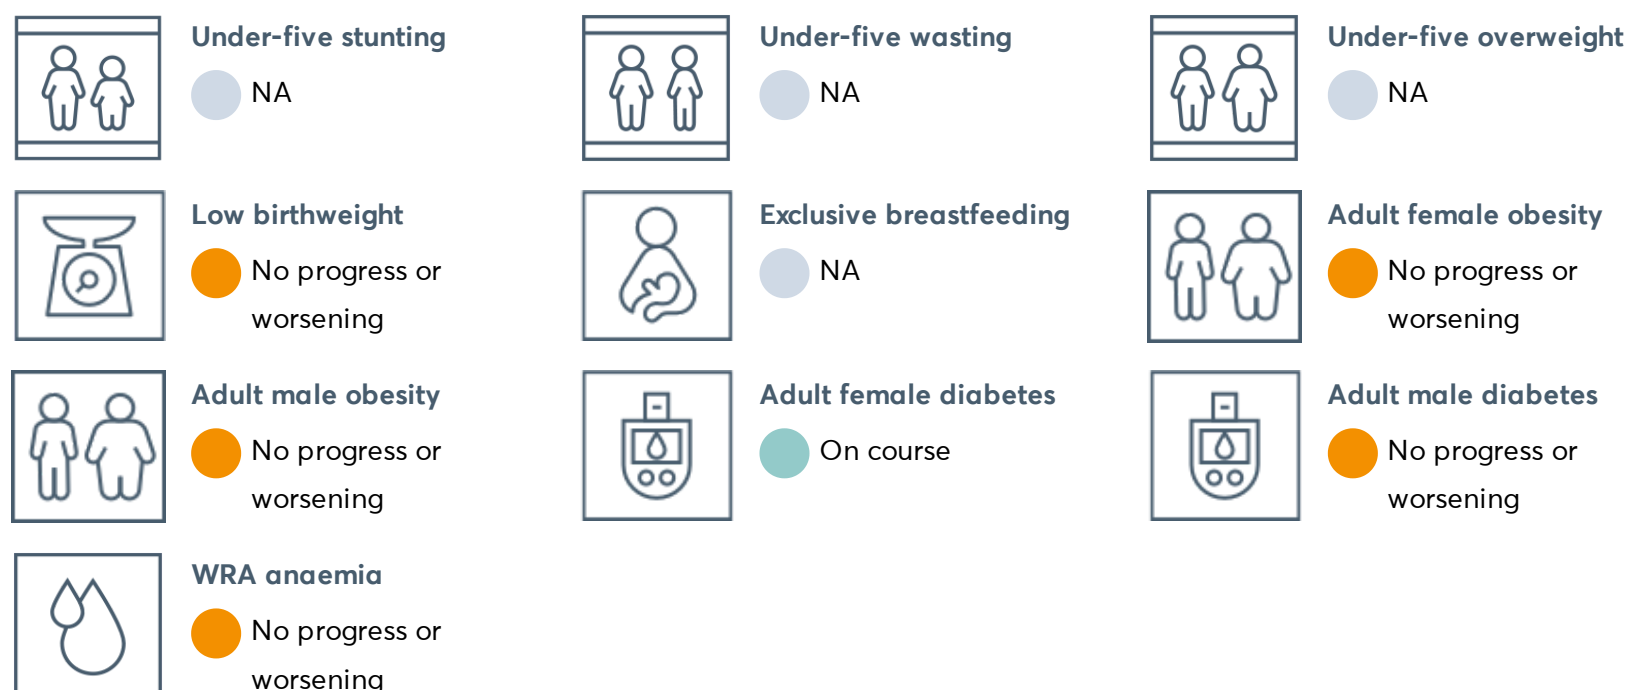 Under-five stunting
NA
Under-five wasting
NA
Under-five overweight
NA
Low birthweight
No progress or
worsening
Exclusive breastfeeding
NA
Adult female obesity
No progress or
worsening
Adult male obesity
No progress or
worsening
Adult female diabetes
On course
Adult male diabetes
No progress or
worsening
WRA anaemia
No progress or
worsening